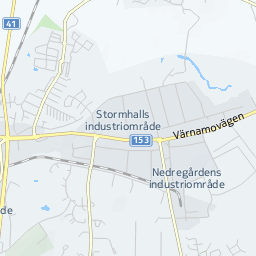 41
Stormhalls
industriområde
153
Värnamovägen
Nedregårdens
industriområde
de